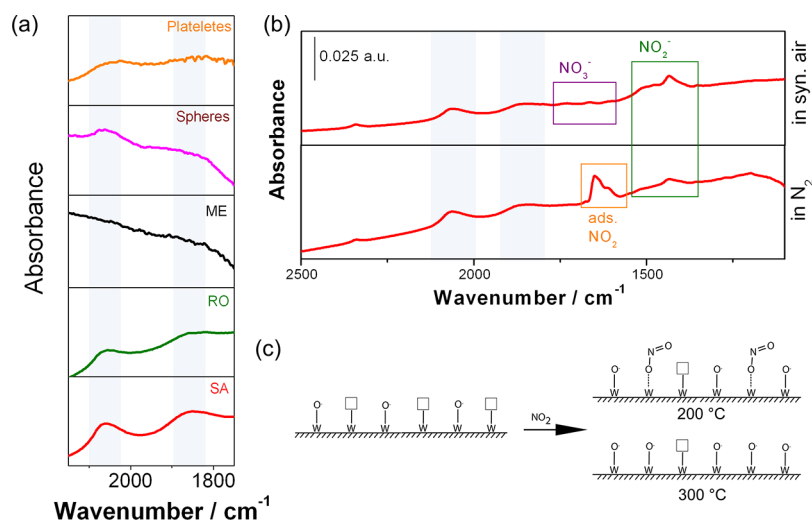 (a)
Plateletes
Spheres
ME
RO
SA
Absorbance
2000 1800
Wavenumber / cm⁻¹
(b)
0.025 a.u.
NO₃⁻
NO₂⁻
in syn. air
ads.
NO₂
in N₂
Absorbance
2500 2000 1500
Wavenumber / cm⁻¹
(c)
O⁻ O⁻ O⁻
W W W W W W
NO₂
N=O N=O
O⁻ O O⁻ O O⁻
W W W W W W
200 °C
O⁻ O⁻ O⁻ O⁻ O⁻
W W W W W W
300 °C